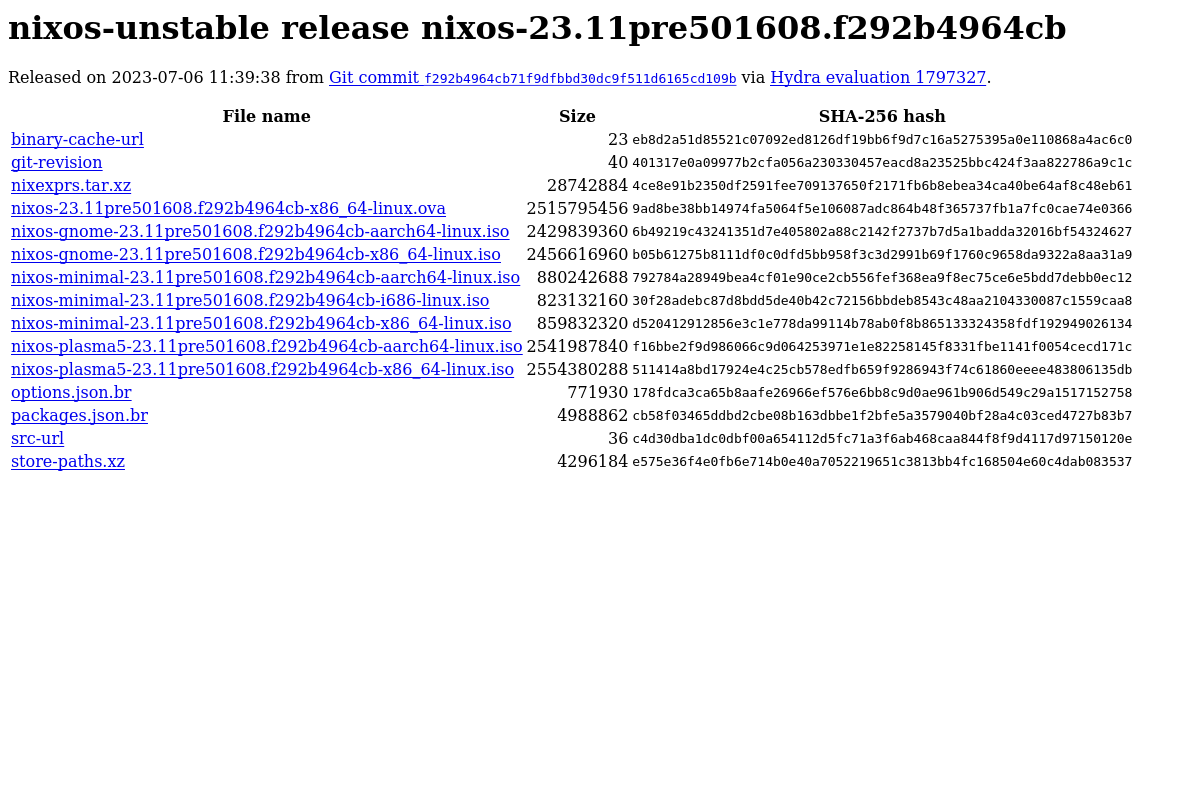 nixos-unstable release nixos-23.11pre501608.f292b4964cb
Released on 2023-07-06 11:39:38 from Git commit f292b4964cb71f9dfbbd30dc9f511d6165cd109b via Hydra evaluation 1797327.
File name Size SHA-256 hash
binary-cache-url 23 eb8d2a51d85521c07092ed8126df19bb6f9d7c16a5275395a0e110868a4ac6c0
git-revision 40 401317e0a09977b2cfa056a230330457eacd8a23525bbc424f3aa822786a9c1c
nixexprs.tar.xz 28742884 4ce8e91b2350df2591fee709137650f2171fb6b8ebea34ca40be64af8c48eb61
nixos-23.11pre501608.f292b4964cb-x86_64-linux.ova 2515795456 9ad8be38bb14974fa5064f5e106087adc864b48f365737fb1a7fc0cae74e0366
nixos-gnome-23.11pre501608.f292b4964cb-aarch64-linux.iso 2429839360 6b49219c43241351d7e405802a88c2142f2737b7d5a1badda32016bf54324627
nixos-gnome-23.11pre501608.f292b4964cb-x86_64-linux.iso 2456616960 b05b61275b8111df0c0dfd5bb958f3c3d2991b69f1760c9658da9322a8aa31a9
nixos-minimal-23.11pre501608.f292b4964cb-aarch64-linux.iso 880242688 792784a28949bea4cf01e90ce2cb556fef368ea9f8ec75ce6e5bdd7debb0ec12
nixos-minimal-23.11pre501608.f292b4964cb-i686-linux.iso 823132160 30f28adebc87d8bdd5de40b42c72156bbdeb8543c48aa2104330087c1559caa8
nixos-minimal-23.11pre501608.f292b4964cb-x86_64-linux.iso 859832320 d520412912856e3c1e778da99114b78ab0f8b865133324358fdf192949026134
nixos-plasma5-23.11pre501608.f292b4964cb-aarch64-linux.iso 2541987840 f16bbe2f9d986066c9d064253971e1e82258145f8331fbe1141f0054cecd171c
nixos-plasma5-23.11pre501608.f292b4964cb-x86_64-linux.iso 2554380288 511414a8bd17924e4c25cb578edfb659f9286943f74c61860eeee483806135db
options.json.br 771930 178fdca3ca65b8aafe26966ef576e6bb8c9d0ae961b906d549c29a1517152758
packages.json.br 4988862 cb58f03465ddbd2cbe08b163dbbe1f2bfe5a3579040bf28a4c03ced4727b83b7
src-url 36 c4d30dba1dc0dbf00a654112d5fc71a3f6ab468caa844f8f9d4117d97150120e
store-paths.xz 4296184 e575e36f4e0fb6e714b0e40a7052219651c3813bb4fc168504e60c4dab083537